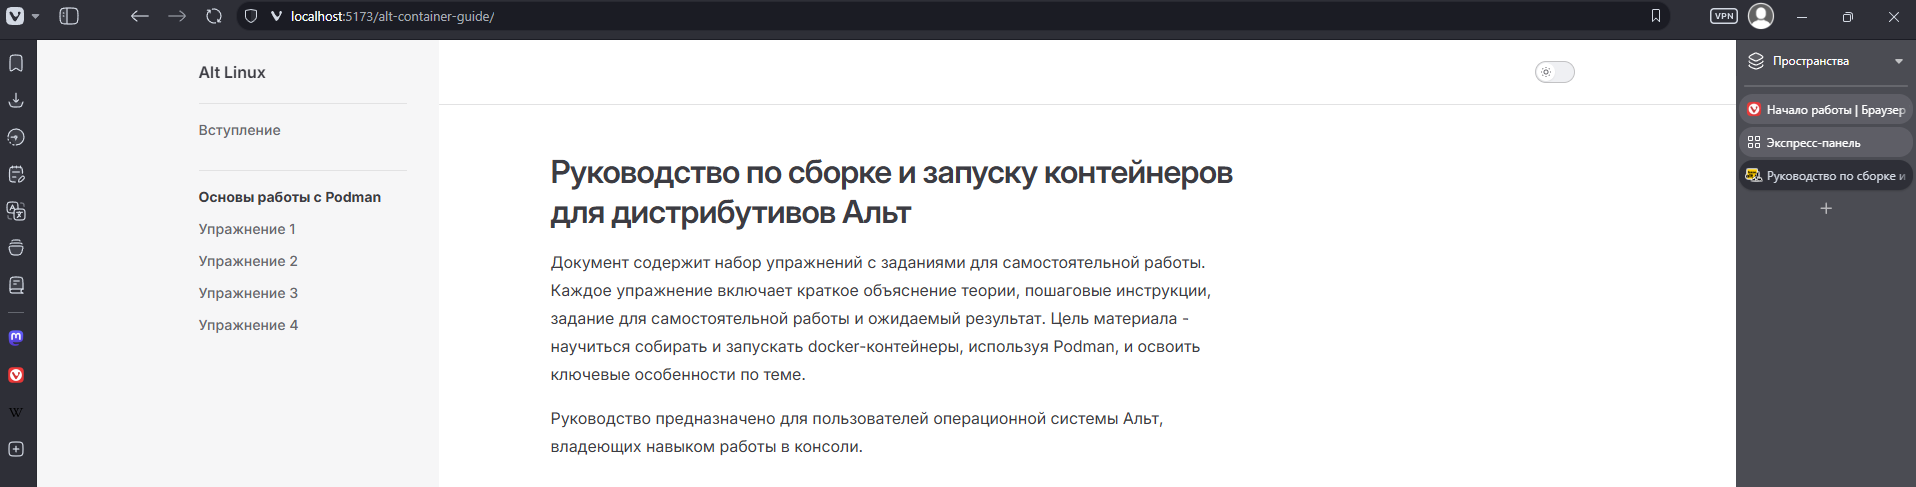 localhost:5173/alt-container-guide/
VPN
Alt Linux
Вступление
Основы работы с Podman
Упражнение 1
Упражнение 2
Упражнение 3
Упражнение 4
Руководство по сборке и запуску контейнеров
для дистрибутивов Альт
Документ содержит набор упражнений с заданиями для самостоятельной работы.
Каждое упражнение включает краткое объяснение теории, пошаговые инструкции,
задание для самостоятельной работы и ожидаемый результат. Цель материала -
научиться собирать и запускать docker-контейнеры, используя Podman, и освоить
ключевые особенности по теме.
Руководство предназначено для пользователей операционной системы Альт,
владеющих навыком работы в консоли.
Пространства
Начало работы | Браузер
Экспресс-панель
Руководство по сборке и
W